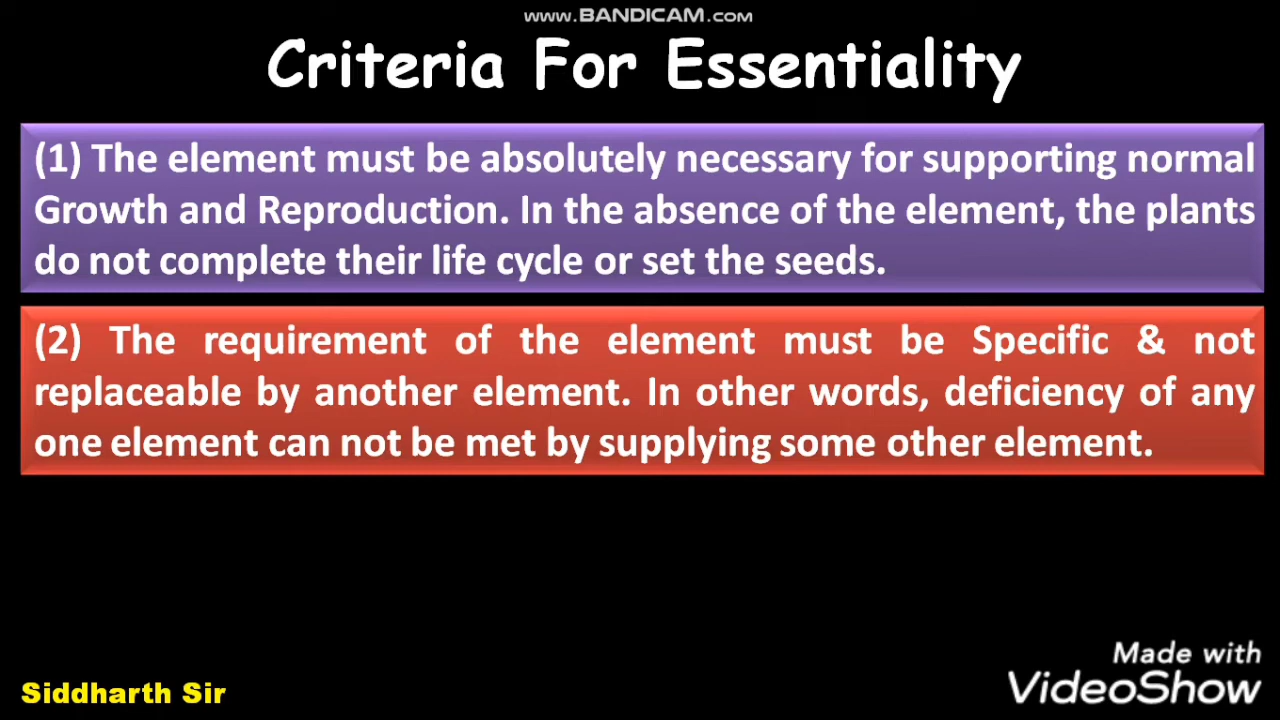 www.BANDICAM.com
Criteria For Essentiality
(1) The element must be absolutely necessary for supporting normal
Growth and Reproduction. In the absence of the element, the plants
do not complete their life cycle or set the seeds.
(2) The requirement of the element must be Specific & not
replaceable by another element. In other words, deficiency of any
one element can not be met by supplying some other element.
Made with
VideoShow
Siddharth Sir